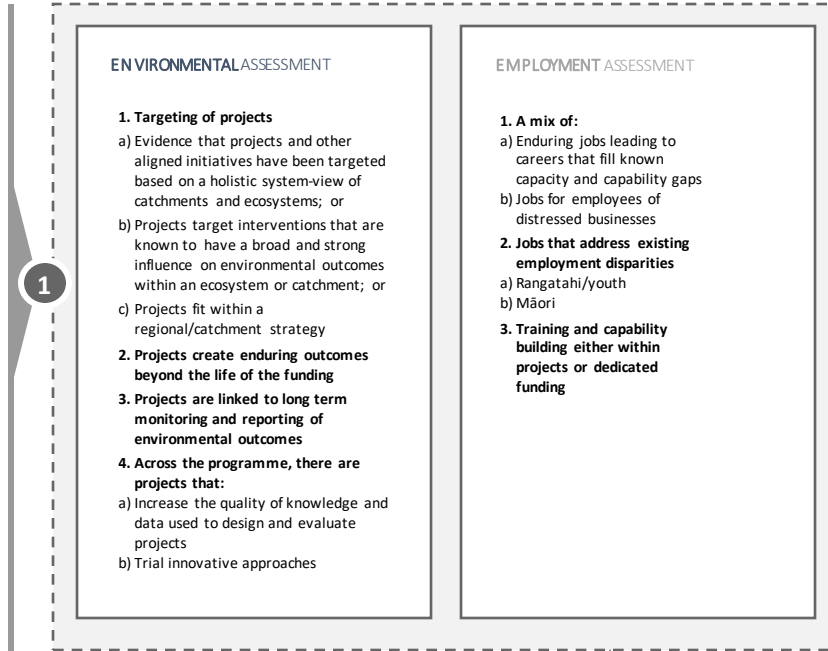 1
ENVIRONMENTAL ASSESSMENT
1. Targeting of projects
a) Evidence that projects and other
aligned initiatives have been targeted
based on a holistic system-view of
catchments and ecosystems; or
b) Projects target interventions that are
known to have a broad and strong
influence on environmental outcomes
within an ecosystem or catchment; or
c) Projects fit within a
regional/catchment strategy
2. Projects create enduring outcomes
beyond the life of the funding
3. Projects are linked to long term
monitoring and reporting of
environmental outcomes
4. Across the programme, there are
projects that:
a) Increase the quality of knowledge and
data used to design and evaluate
projects
b) Trial innovative approaches
EMPLOYMENT ASSESSMENT
1. A mix of:
a) Enduring jobs leading to
careers that fill known
capacity and capability gaps
b) Jobs for employees of
distressed businesses
2. Jobs that address existing
employment disparities
a) Rangatahi/youth
b) Māori
3. Training and capability
building either within
projects or dedicated
funding